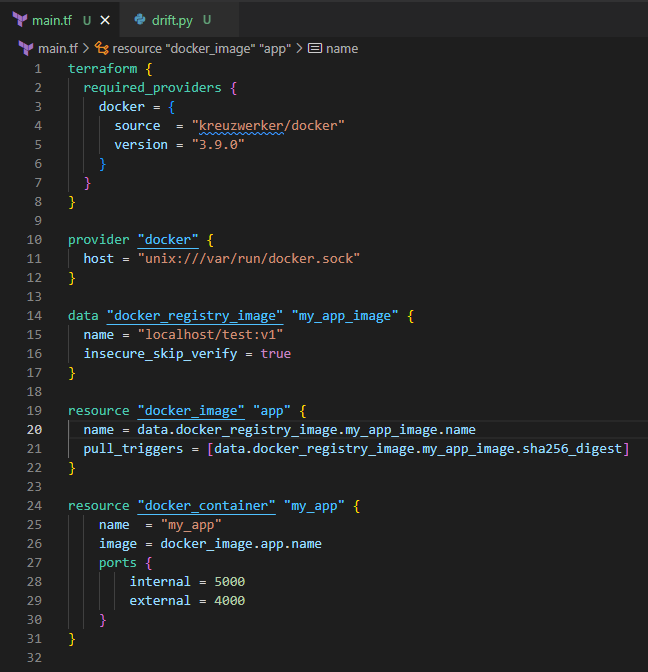 main.tf U × drift.py U
main.tf > resource "docker_image" "app" > name
1 terraform {
2   required_providers {
3     docker = {
4       source  = "kreuzwerker/docker"
5       version = "3.9.0"
6     }
7   }
8 }
9
10 provider "docker" {
11   host = "unix:///var/run/docker.sock"
12 }
13
14 data "docker_registry_image" "my_app_image" {
15   name = "localhost/test:v1"
16   insecure_skip_verify = true
17 }
18
19 resource "docker_image" "app" {
20   name = data.docker_registry_image.my_app_image.name
21   pull_triggers = [data.docker_registry_image.my_app_image.sha256_digest]
22 }
23
24 resource "docker_container" "my_app" {
25     name  = "my_app"
26     image = docker_image.app.name
27     ports {
28         internal = 5000
29         external = 4000
30     }
31 }
32